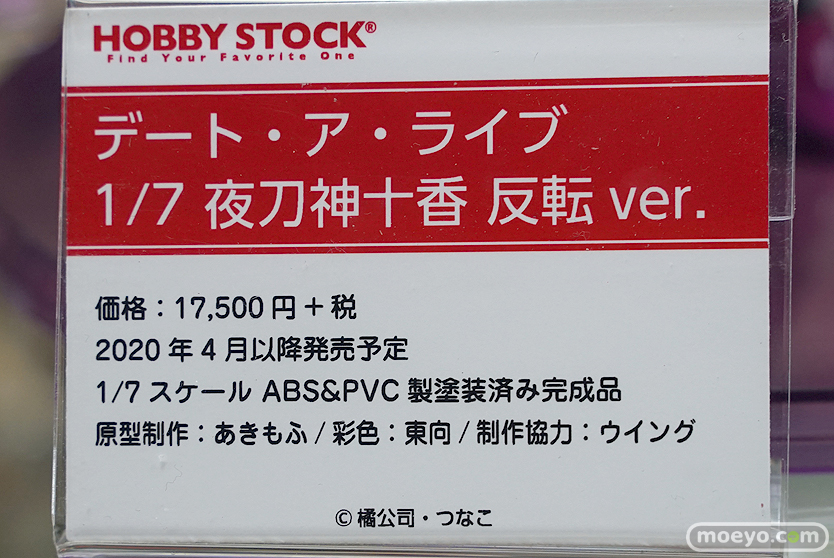 HOBBY STOCK®
Find Your Favorite One
デート・ア・ライブ
1/7 夜刀神十香 反転 ver.
価格：17,500円＋税
2020年4月以降発売予定
1/7スケール ABS&PVC製塗装済み完成品
原型制作：あきもふ/彩色：東向/制作協力：ウイング
©橘公司・つなこ
moeyo.com